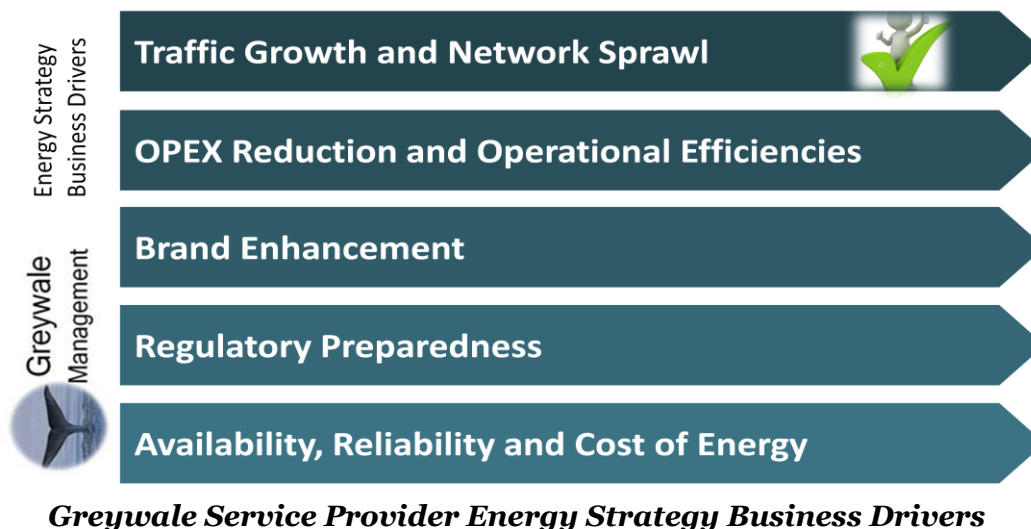 Energy Strategy
Business Drivers
Traffic Growth and Network Sprawl
OPEX Reduction and Operational Efficiencies
Brand Enhancement
Regulatory Preparedness
Availability, Reliability and Cost of Energy
Greywale
Management
Greywale Service Provider Energy Strategy Business Drivers